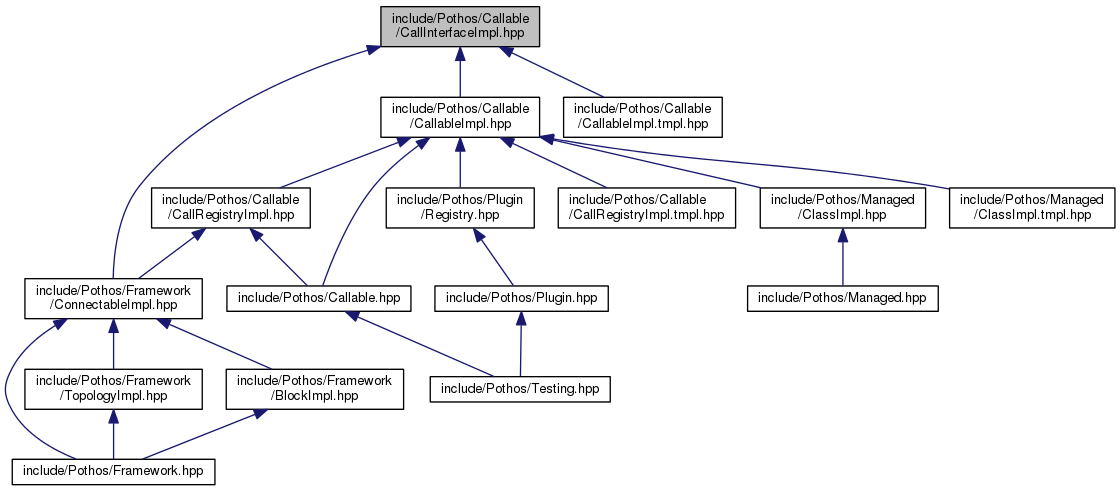 include/Pothos/Callable
/CallInterfaceImpl.hpp
include/Pothos/Callable
/CallableImpl.hpp
include/Pothos/Callable
/CallableImpl.tmpl.hpp
include/Pothos/Callable
/CallRegistryImpl.hpp
include/Pothos/Plugin
/Registry.hpp
include/Pothos/Callable
/CallRegistryImpl.tmpl.hpp
include/Pothos/Managed
/ClassImpl.hpp
include/Pothos/Managed
/ClassImpl.tmpl.hpp
include/Pothos/Framework
/ConnectableImpl.hpp
include/Pothos/Callable.hpp
include/Pothos/Plugin.hpp
include/Pothos/Managed.hpp
include/Pothos/Framework
/TopologyImpl.hpp
include/Pothos/Framework
/BlockImpl.hpp
include/Pothos/Testing.hpp
include/Pothos/Framework.hpp